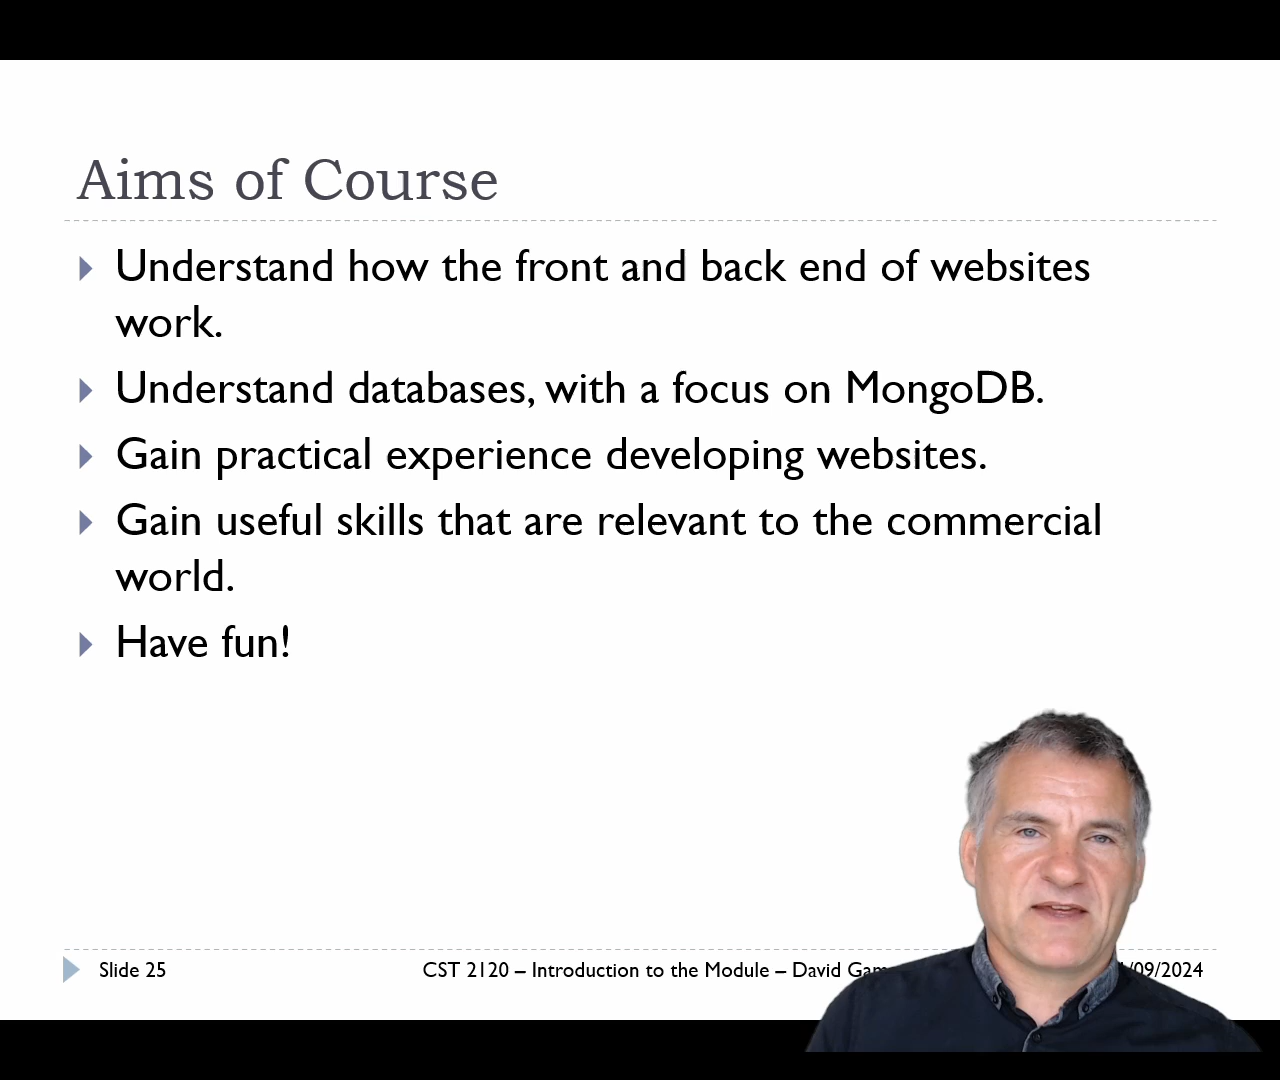 Aims of Course
Understand how the front and back end of websites
work.
Understand databases, with a focus on MongoDB.
Gain practical experience developing websites.
Gain useful skills that are relevant to the commercial
world.
Have fun!
Slide 25
CST 2120 – Introduction to the Module – David
/09/2024